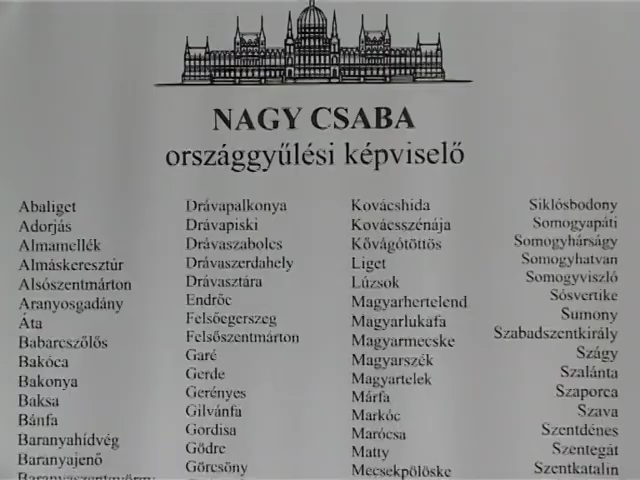 NAGY CSABA
országgyűlési képviselő
Abaliget
Adorjás
Almamellék
Almáskeresztúr
Alsószentmárton
Aranyosgadány
Áta
Babarcszőlős
Bakóca
Bakonya
Baksa
Bánfa
Baranyahídvég
Baranyajenő
Baranyaszentgyörgy
Drávapalkonya
Drávapiski
Drávaszabolcs
Drávaszerdahely
Drávasztára
Endrőc
Felsőegerszeg
Felsőszentmárton
Garé
Gerde
Gerényes
Gilvánfa
Gordisa
Gödre
Görcsöny
Kovácshida
Kovácsszénája
Kővágótöttös
Liget
Lúzsok
Magyarhertelend
Magyarlukafa
Magyarmecske
Magyarszék
Magyartelek
Márfa
Markóc
Marócsa
Matty
Mecsekpölöske
Siklósbodony
Somogyapáti
Somogyhárságy
Somogyhatvan
Somogyviszló
Sósvertike
Sumony
Szabadszentkirály
Szágy
Szalánta
Szaporca
Szava
Szentdénes
Szentegát
Szentkatalin